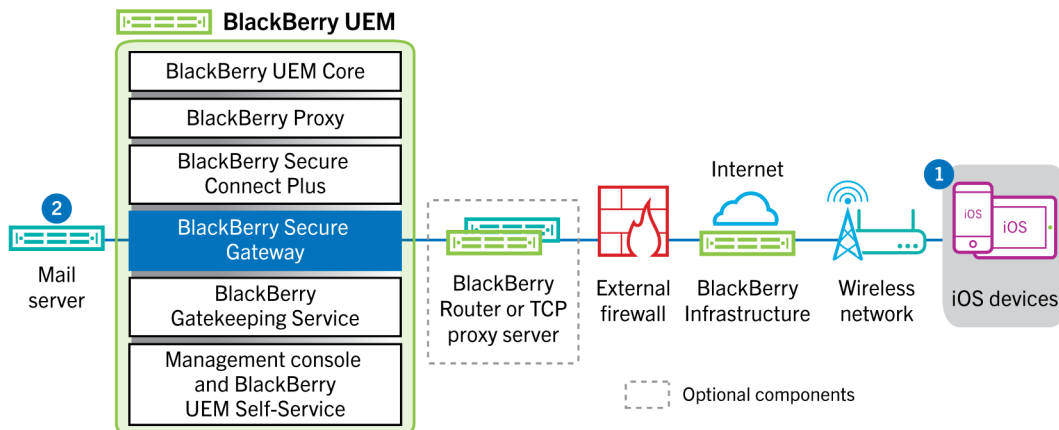 BlackBerry UEM
BlackBerry UEM Core
BlackBerry Proxy
BlackBerry Secure
Connect Plus
BlackBerry Secure
Gateway
BlackBerry
Gatekeeping Service
Management console
and BlackBerry
UEM Self-Service
2
Mail
server
BlackBerry
Router or TCP
proxy server
External
firewall
Internet
BlackBerry
Infrastructure
Wireless
network
1
iOS
iOS
iOS devices
Optional components